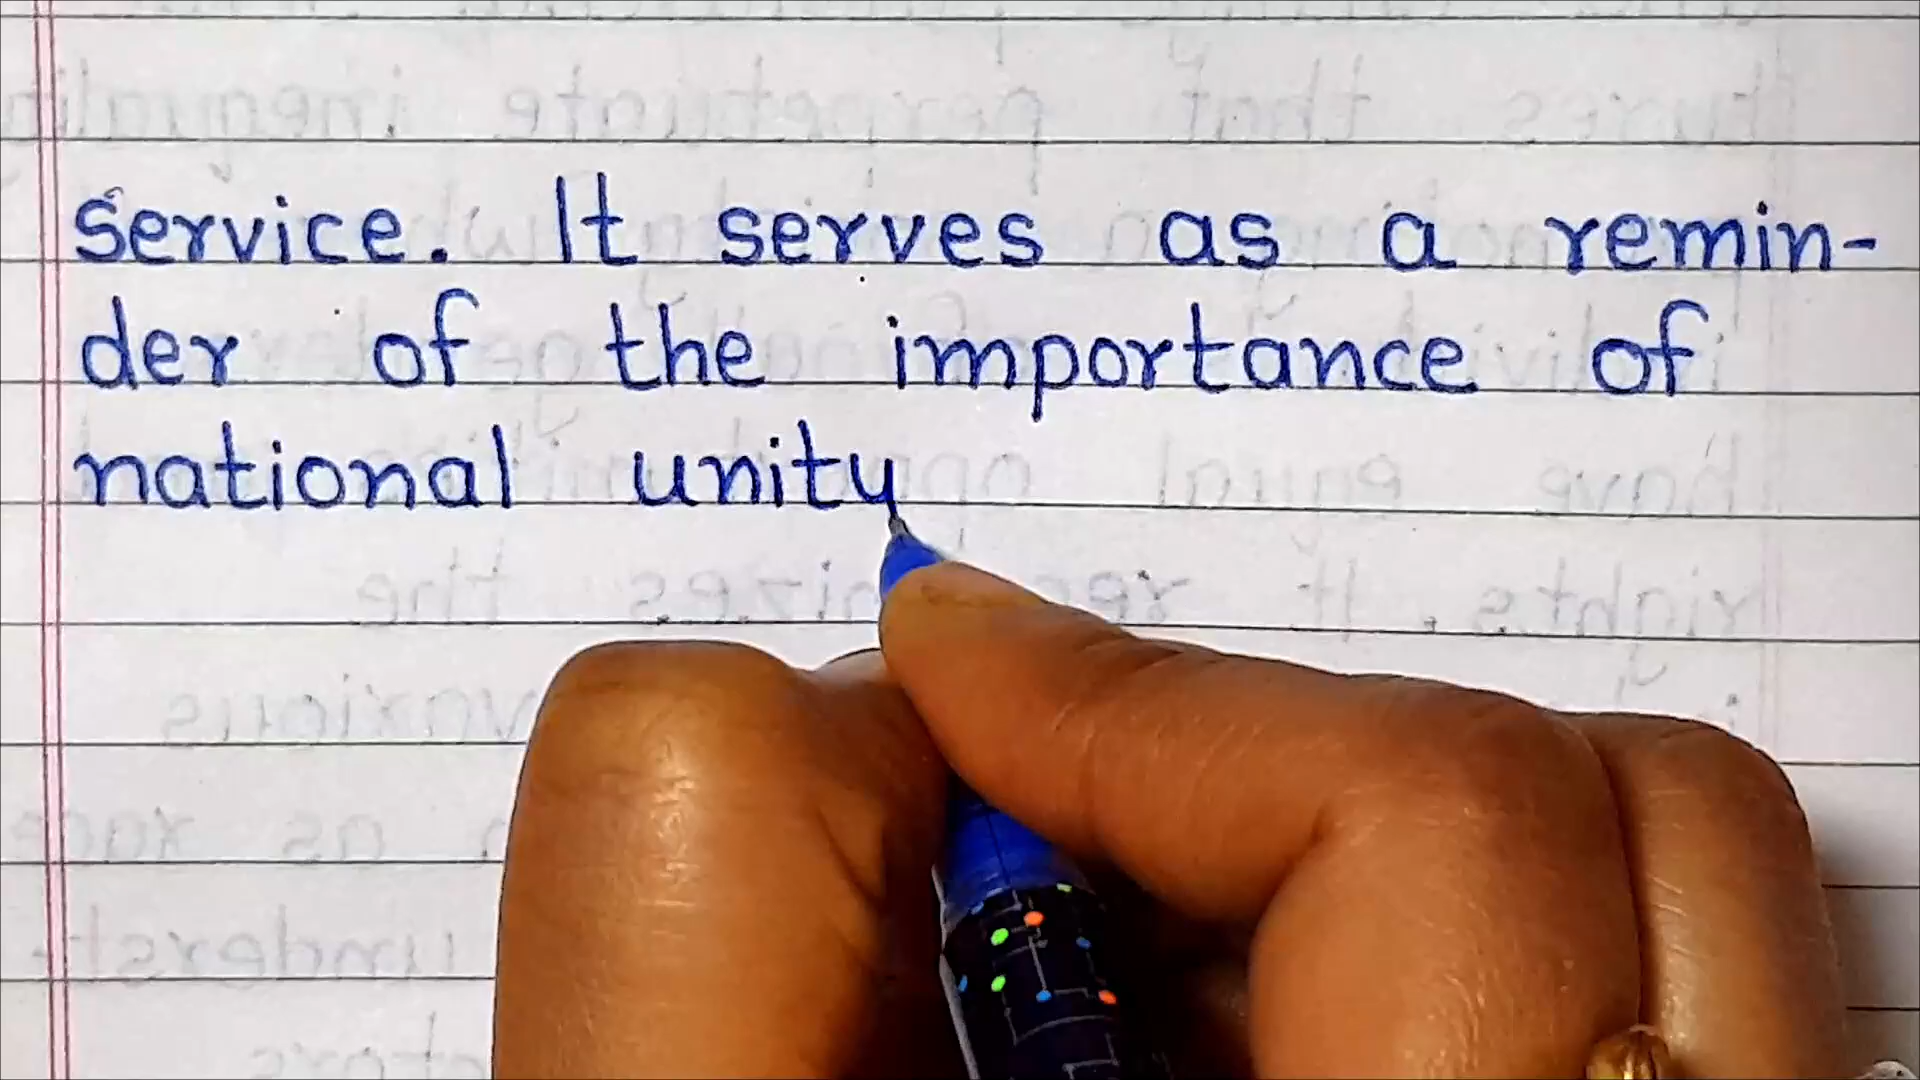 service. It serves as a remin-
der of the importance of
national unity